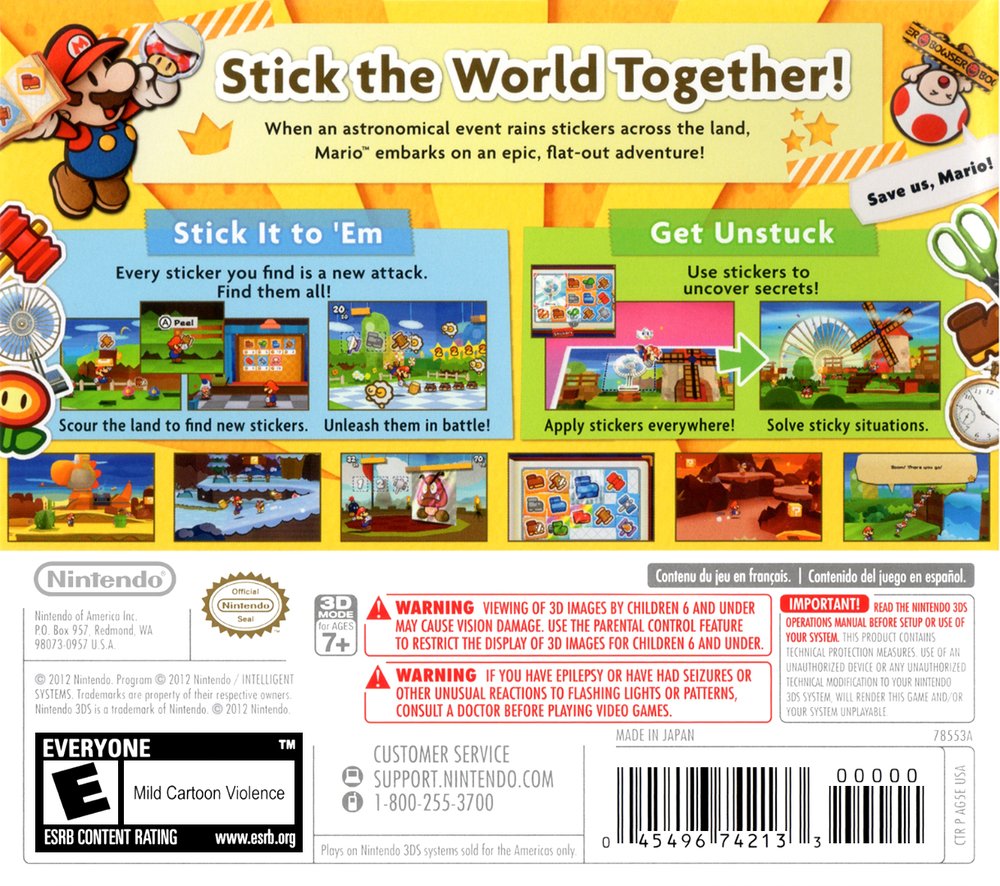 Stick the World Together!
When an astronomical event rains stickers across the land,
Mario™ embarks on an epic, flat-out adventure!
BOWSER
Save us, Mario!
Stick It to 'Em
Every sticker you find is a new attack.
Find them all!
A Peel
Scour the land to find new stickers.
Unleash them in battle!
Get Unstuck
Use stickers to
uncover secrets!
Apply stickers everywhere!
Solve sticky situations.
Boom! There you go!
Nintendo®
Nintendo of America Inc.
P.O. Box 957, Redmond, WA
98073-0957 U.S.A.
Official
Nintendo
Seal
© 2012 Nintendo. Program © 2012 Nintendo / INTELLIGENT
SYSTEMS. Trademarks are property of their respective owners.
Nintendo 3DS is a trademark of Nintendo. © 2012 Nintendo.
3D
MODE
for AGES
7+
WARNING VIEWING OF 3D IMAGES BY CHILDREN 6 AND UNDER
MAY CAUSE VISION DAMAGE. USE THE PARENTAL CONTROL FEATURE
TO RESTRICT THE DISPLAY OF 3D IMAGES FOR CHILDREN 6 AND UNDER.
WARNING IF YOU HAVE EPILEPSY OR HAVE HAD SEIZURES OR
OTHER UNUSUAL REACTIONS TO FLASHING LIGHTS OR PATTERNS,
CONSULT A DOCTOR BEFORE PLAYING VIDEO GAMES.
Contenu du jeu en français. | Contenido del juego en español.
IMPORTANT! READ THE NINTENDO 3DS
OPERATIONS MANUAL BEFORE SETUP OR USE OF
YOUR SYSTEM. THIS PRODUCT CONTAINS
TECHNICAL PROTECTION MEASURES. USE OF AN
UNAUTHORIZED DEVICE OR ANY UNAUTHORIZED
TECHNICAL MODIFICATION TO YOUR NINTENDO
3DS SYSTEM, WILL RENDER THIS GAME AND/OR
YOUR SYSTEM UNPLAYABLE
MADE IN JAPAN
78553A
EVERYONE ™
E
Mild Cartoon Violence
ESRB CONTENT RATING www.esrb.org
CUSTOMER SERVICE
SUPPORT.NINTENDO.COM
1-800-255-3700
Plays on Nintendo 3DS systems sold for the Americas only.
0 45496 74213 3
00000
CTR P AG5E USA